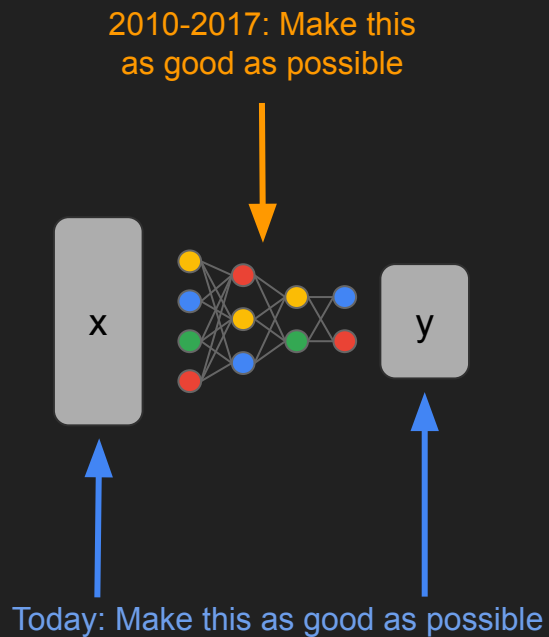 2010-2017: Make this
as good as possible
x
y
Today: Make this as good as possible